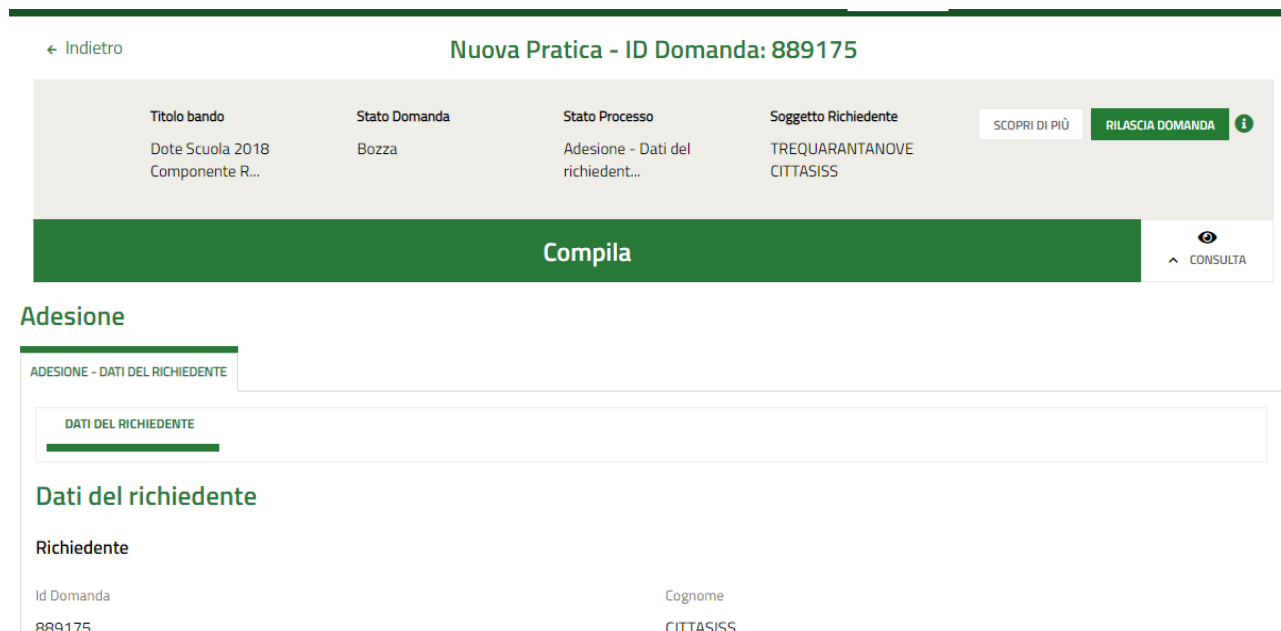 ← Indietro
Nuova Pratica - ID Domanda: 889175
Titolo bando
Dote Scuola 2018
Componente R...
Stato Domanda
Bozza
Stato Processo
Adesione - Dati del
richiedent...
Soggetto Richiedente
TREQUARANTANOVE
CITTASISS
SCOPRI DI PIÙ
RILASCIA DOMANDA
Compila
CONSULTA
Adesione
ADESIONE - DATI DEL RICHIEDENTE
DATI DEL RICHIEDENTE
Dati del richiedente
Richiedente
Id Domanda
889175
Cognome
CITTASISS